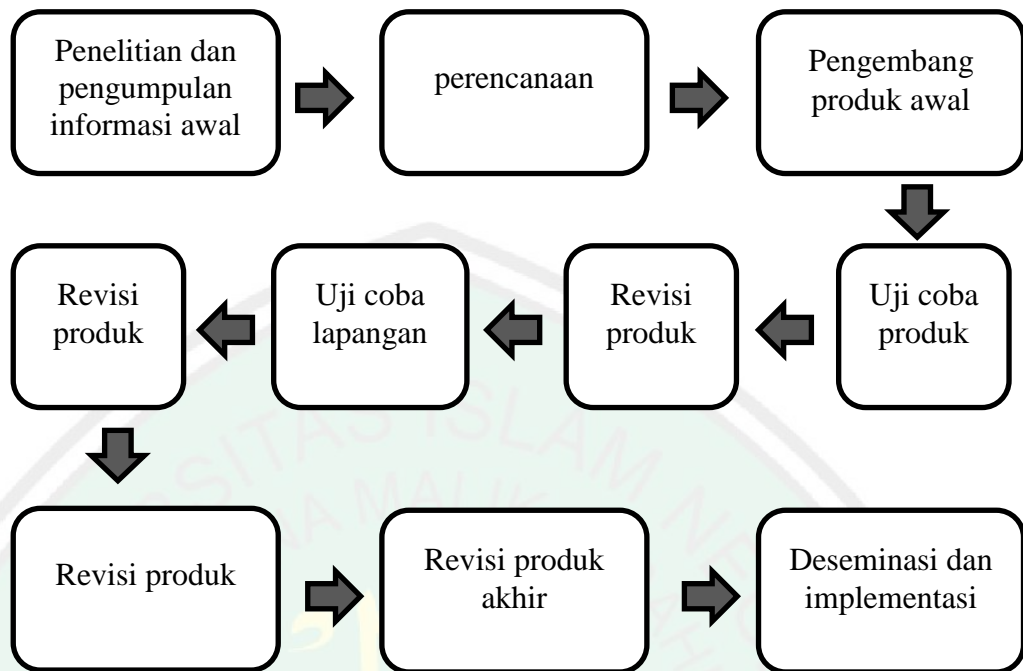 Penelitian dan
pengumpulan
informasi awal
perencanaan
Pengembang
produk awal
Uji coba
produk
Revisi
produk
Uji coba
lapangan
Revisi
produk
Revisi produk
Revisi produk
akhir
Deseminasi dan
implementasi